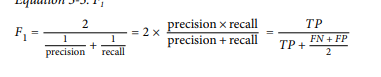 Equation 3-3. F1
F₁ = 2 / (1/precision + 1/recall) = 2 × (precision × recall) / (precision + recall) = TP / (TP + (FN + FP)/2)